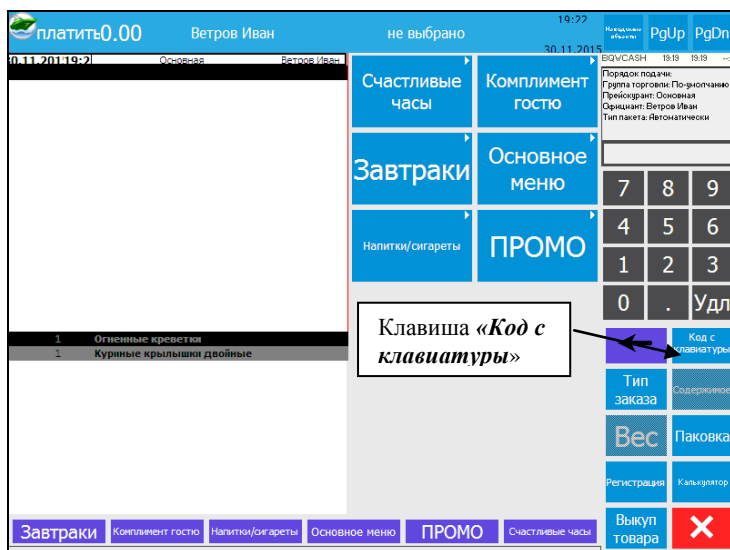 платить0.00
Ветров Иван
не выбрано
19:22
30.11.2015
PgUp
PgDn
0.11.201 19:2
Основная
Ветров Иван
BQWCASH 19:19 19:19 --:
Порядок подачи:
Группа торговли: По-умолчанию
Прейскурант: Основная
Официант: Ветров Иван
Тип пакета: Автоматически
Счастливые
часы
Комплимент
гостю
Завтраки
Основное
меню
Напитки/сигареты
ПРОМО
7 8 9
4 5 6
1 2 3
0 . Удл
1 Огненные креветки
1 Куриные крылышки двойные
Клавиша «Код с
клавиатуры»
Код с
клавиатуры
Тип
заказа
Содержимое
Вес
Паковка
Регистрация
Калькулятор
Выкуп
товара
Завтраки
Комплимент гостю
Напитки/сигареты
Основное меню
ПРОМО
Счастливые часы